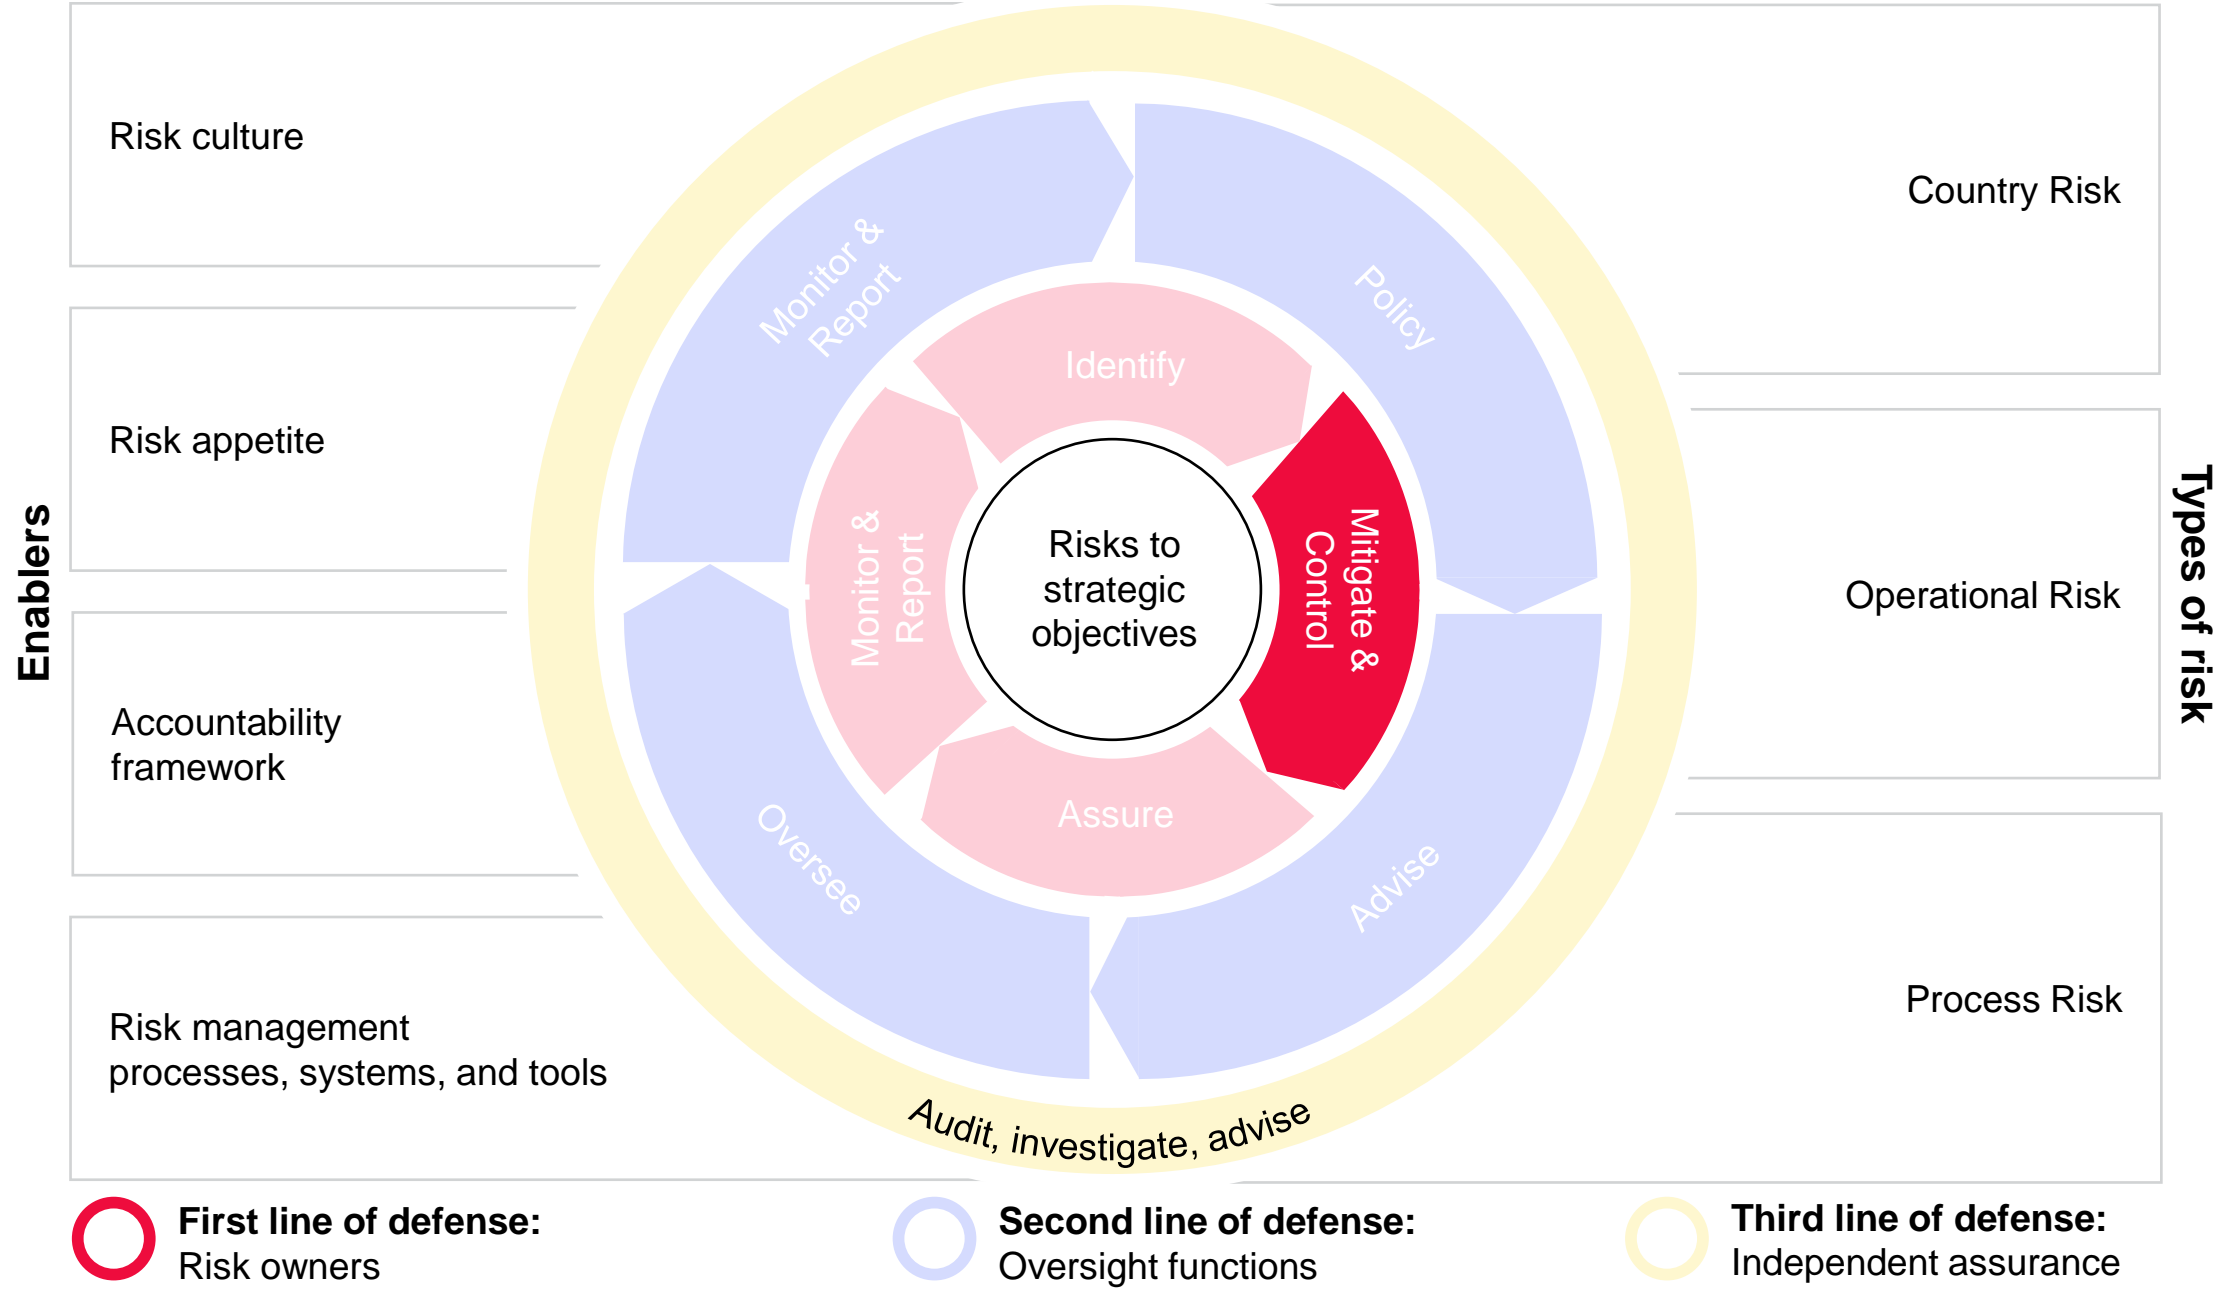 Enablers
Risk culture
Risk appetite
Accountability
framework
Risk management
processes, systems, and tools
Monitor &
Report
Policy
Advise
Oversee
Identify
Mitigate &
Control
Assure
Monitor &
Report
Risks to
strategic
objectives
Audit, investigate, advise
Country Risk
Operational Risk
Process Risk
Types of risk
First line of defense:
Risk owners
Second line of defense:
Oversight functions
Third line of defense:
Independent assurance